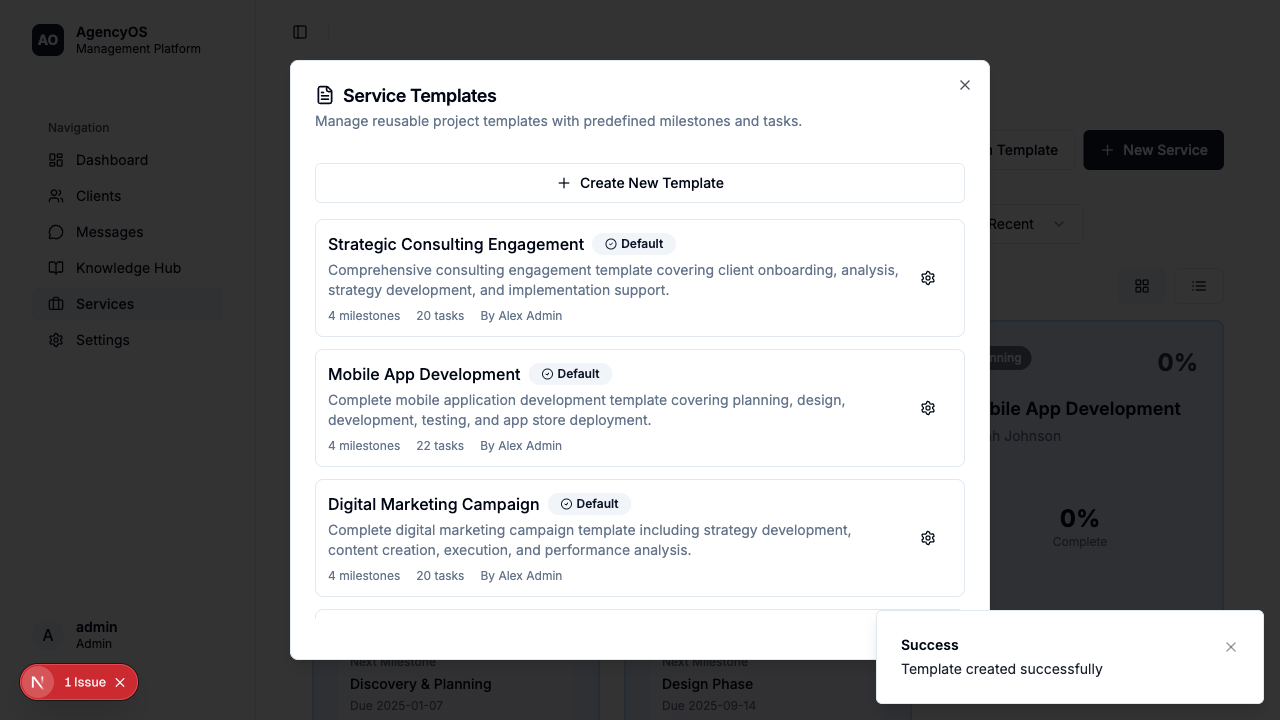 AO
AgencyOS
Management Platform
Navigation
Dashboard
Clients
Messages
Knowledge Hub
Services
Settings
A
admin
Admin
N
1 Issue
Service Templates
Manage reusable project templates with predefined milestones and tasks.
Create New Template
Strategic Consulting Engagement
Default
Comprehensive consulting engagement template covering client onboarding, analysis,
strategy development, and implementation support.
4 milestones 20 tasks By Alex Admin
Mobile App Development
Default
Complete mobile application development template covering planning, design,
development, testing, and app store deployment.
4 milestones 22 tasks By Alex Admin
Digital Marketing Campaign
Default
Complete digital marketing campaign template including strategy development,
content creation, execution, and performance analysis.
4 milestones 20 tasks By Alex Admin
Template
New Service
Recent
0%
App Development
Johnson
0%
Complete
Next Milestone
Discovery & Planning
Due 2025-01-07
Next Milestone
Design Phase
Due 2025-09-14
Success
Template created successfully